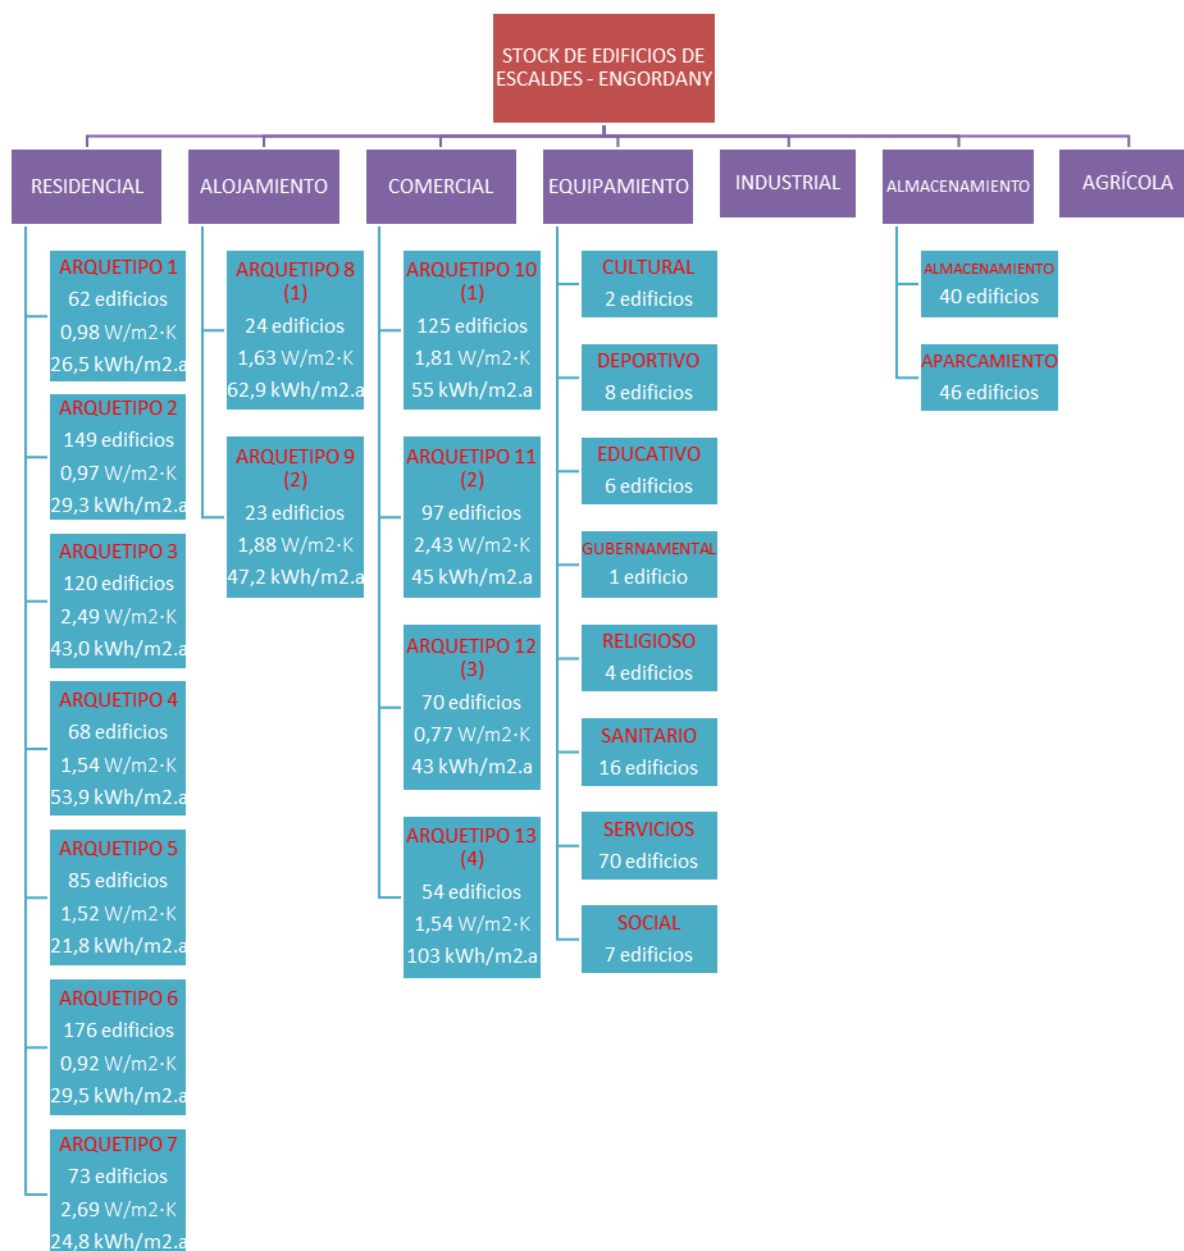 STOCK DE EDIFICIOS DE
ESCALDES - ENGORDANY
RESIDENCIAL
ALOJAMIENTO
COMERCIAL
EQUIPAMIENTO
INDUSTRIAL
ALMACENAMIENTO
AGRÍCOLA
ARQUETIPO 1
62 edificios
0,98 W/m2·K
26,5 kWh/m2.a
ARQUETIPO 2
149 edificios
0,97 W/m2·K
29,3 kWh/m2.a
ARQUETIPO 3
120 edificios
2,49 W/m2·K
43,0 kWh/m2.a
ARQUETIPO 4
68 edificios
1,54 W/m2·K
53,9 kWh/m2.a
ARQUETIPO 5
85 edificios
1,52 W/m2·K
21,8 kWh/m2.a
ARQUETIPO 6
176 edificios
0,92 W/m2·K
29,5 kWh/m2.a
ARQUETIPO 7
73 edificios
2,69 W/m2·K
24,8 kWh/m2.a
ARQUETIPO 8
(1)
24 edificios
1,63 W/m2·K
62,9 kWh/m2.a
ARQUETIPO 9
(2)
23 edificios
1,88 W/m2·K
47,2 kWh/m2.a
ARQUETIPO 10
(1)
125 edificios
1,81 W/m2·K
55 kWh/m2.a
ARQUETIPO 11
(2)
97 edificios
2,43 W/m2·K
45 kWh/m2.a
ARQUETIPO 12
(3)
70 edificios
0,77 W/m2·K
43 kWh/m2.a
ARQUETIPO 13
(4)
54 edificios
1,54 W/m2·K
103 kWh/m2.a
CULTURAL
2 edificios
DEPORTIVO
8 edificios
EDUCATIVO
6 edificios
GUBERNAMENTAL
1 edificio
RELIGIOSO
4 edificios
SANITARIO
16 edificios
SERVICIOS
70 edificios
SOCIAL
7 edificios
ALMACENAMIENTO
40 edificios
APARCAMIENTO
46 edificios